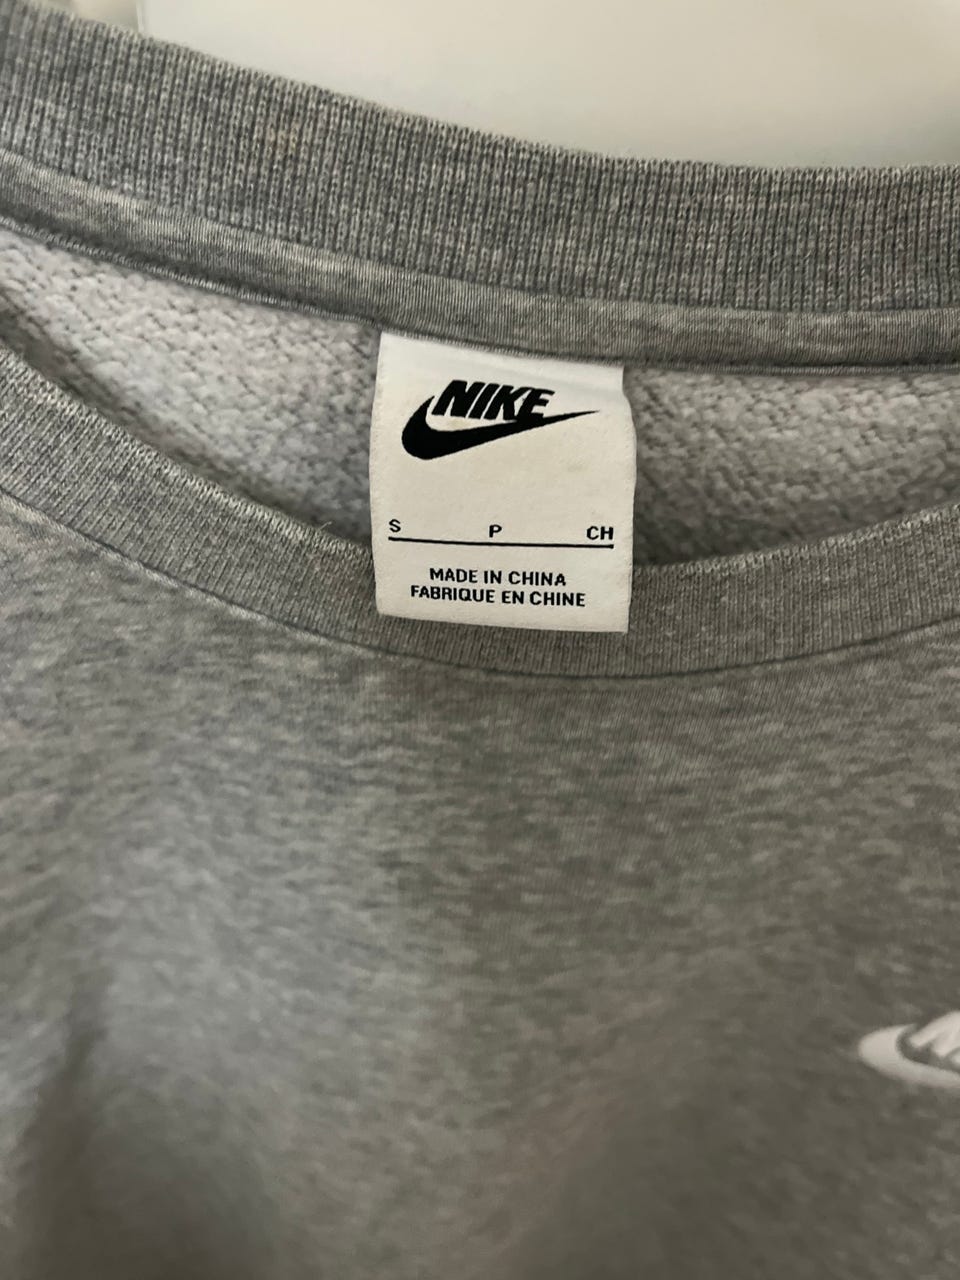 NIKE
S P CH
MADE IN CHINA
FABRIQUE EN CHINE